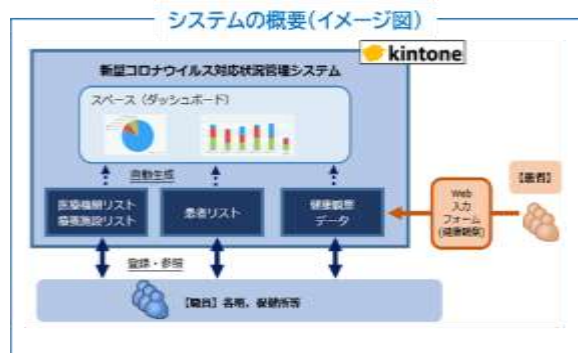 システムの概要(イメージ図)
kintone
新型コロナウイルス対応状況管理システム
スペース（ダッシュボード）
自動生成
医療機関リスト
療養施設リスト
患者リスト
健康観察
データ
Web
入力
フォーム
(健康観察)
【患者】
登録・参照
【職員】各班、保健所等